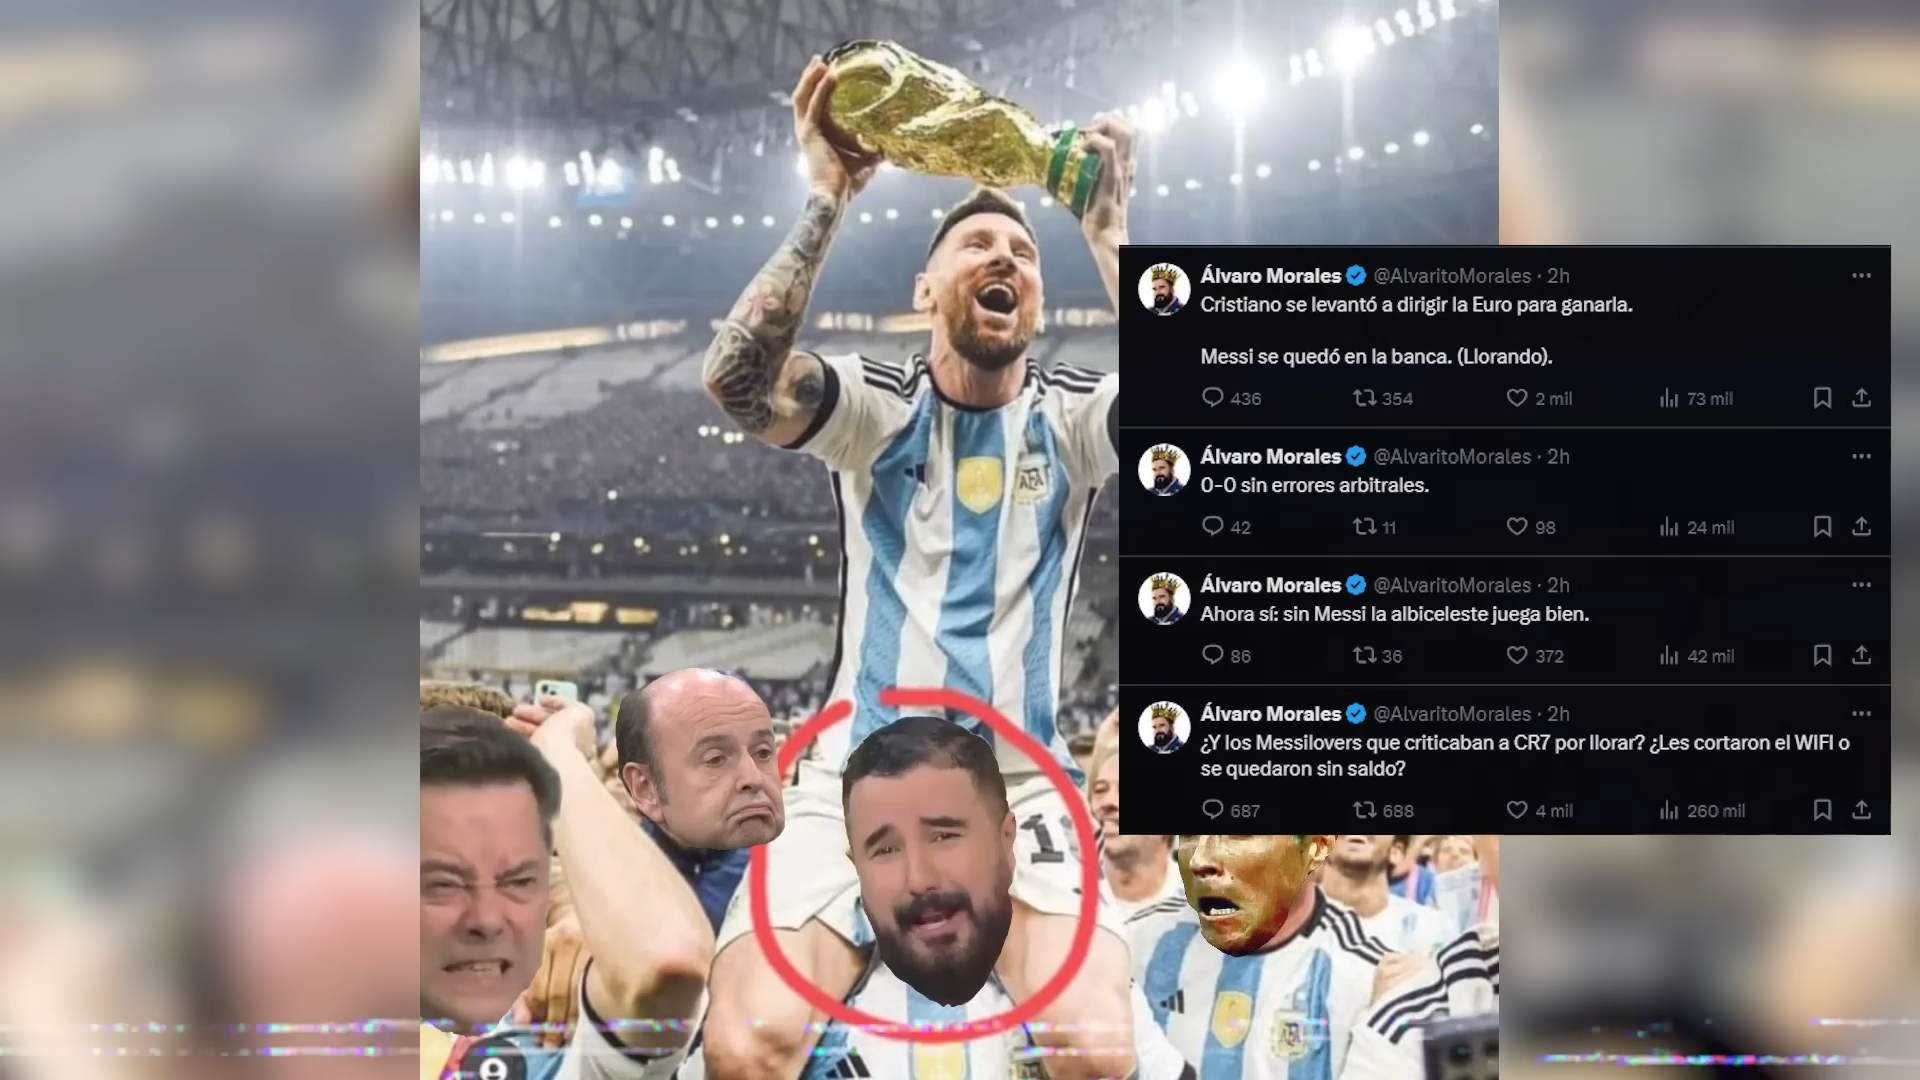 Álvaro Morales @AlvaritoMorales · 2h
Cristiano se levantó a dirigir la Euro para ganarla.
Messi se quedó en la banca. (Llorando).
436 354 2 mil 73 mil
Álvaro Morales @AlvaritoMorales · 2h
0-0 sin errores arbitrales.
42 11 98 24 mil
Álvaro Morales @AlvaritoMorales · 2h
Ahora sí: sin Messi la albiceleste juega bien.
86 36 372 42 mil
Álvaro Morales @AlvaritoMorales · 2h
¿Y los Messilovers que criticaban a CR7 por llorar? ¿Les cortaron el WIFI o
se quedaron sin saldo?
687 688 4 mil 260 mil
AFA
1
AFA